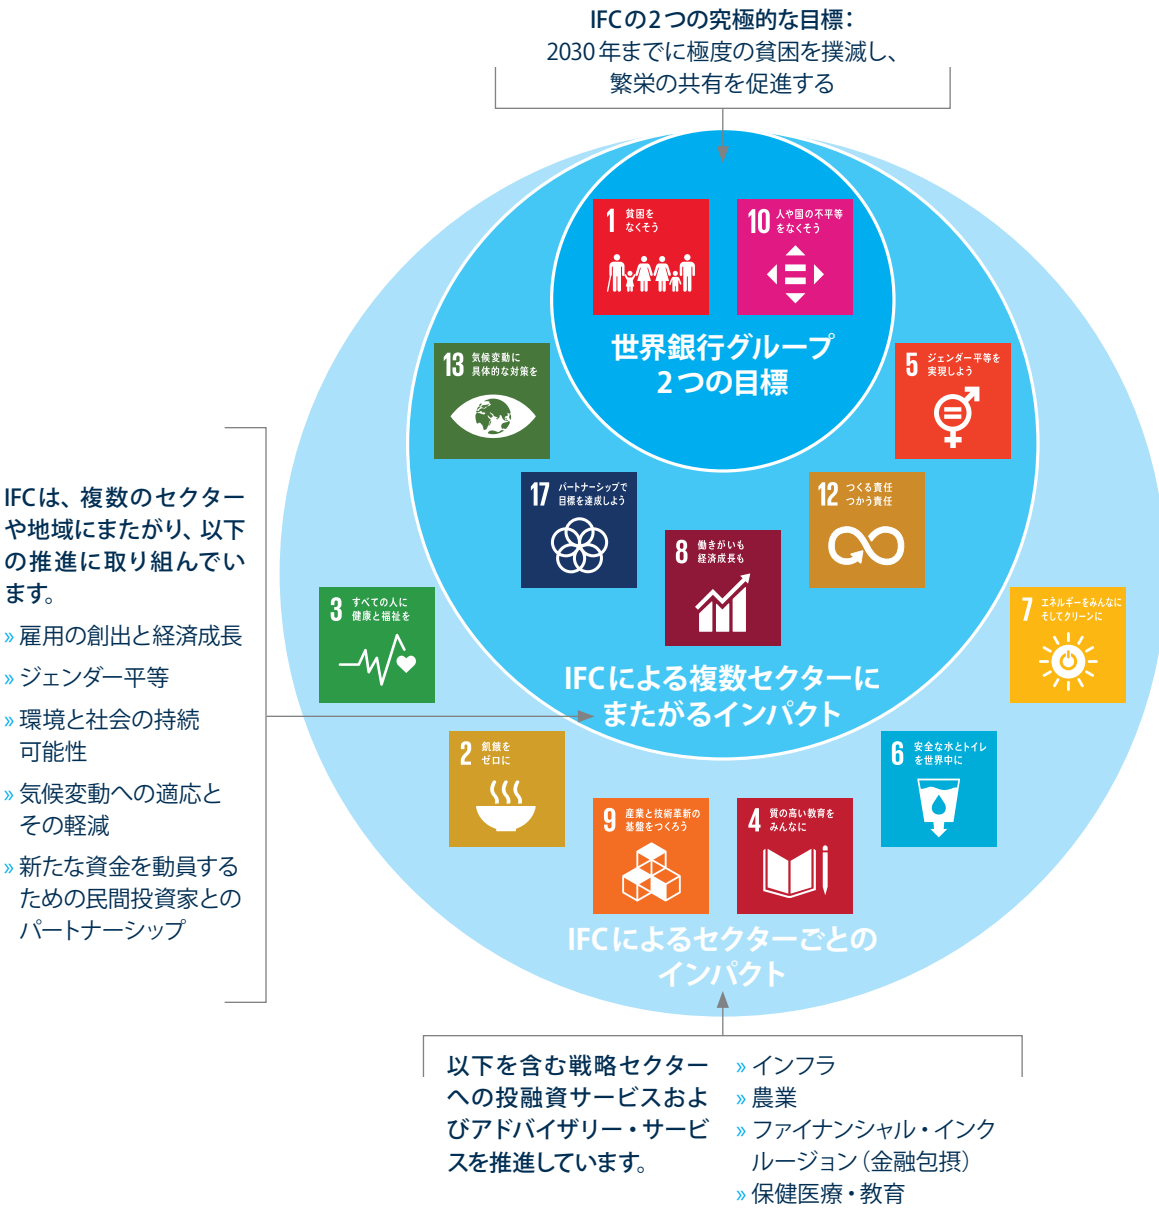 IFCの2つの究極的な目標：
2030年までに極度の貧困を撲滅し、
繁栄の共有を促進する
1 貧困を
なくそう
10 人や国の不平等
をなくそう
世界銀行グループ
2つの目標
13 気候変動に
具体的な対策を
5 ジェンダー平等を
実現しよう
17 パートナーシップで
目標を達成しよう
12 つくる責任
つかう責任
8 働きがいも
経済成長も
IFCによる複数セクターに
またがるインパクト
3 すべての人に
健康と福祉を
7 エネルギーをみんなに
そしてクリーンに
2 飢餓を
ゼロに
6 安全な水とトイレ
を世界中に
9 産業と技術革新の
基盤をつくろう
4 質の高い教育を
みんなに
IFCによるセクターごとの
インパクト
IFCは、複数のセクター
や地域にまたがり、以下
の推進に取り組んでい
ます。
» 雇用の創出と経済成長
» ジェンダー平等
» 環境と社会の持続
可能性
» 気候変動への適応と
その軽減
» 新たな資金を動員する
ための民間投資家との
パートナーシップ
以下を含む戦略セクター
への投融資サービスおよ
びアドバイザリー・サービ
スを推進しています。
» インフラ
» 農業
» ファイナンシャル・インク
ルージョン（金融包摂）
» 保健医療・教育